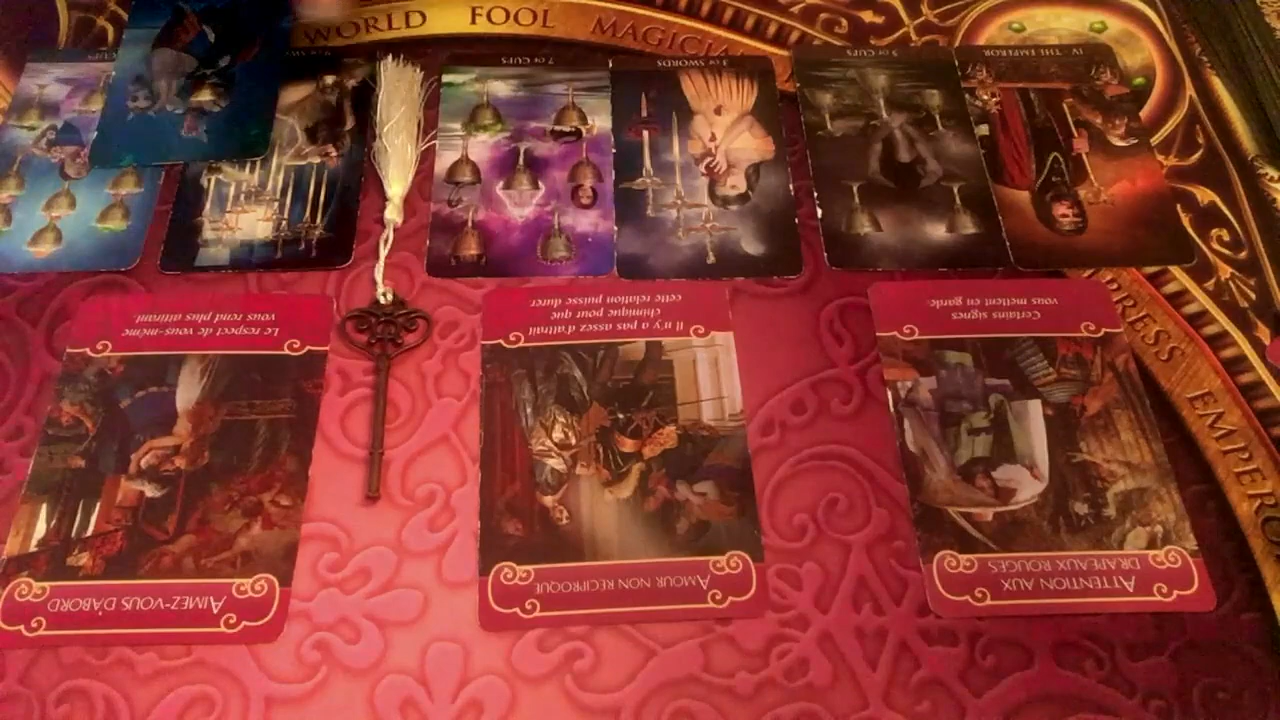 WORLD FOOL MAGICIA
7 OF CUPS
3 OF SWORDS
5 OF CUPS
IV · THE EMPEROR
PRESS EMPERO
Aimez-vous d'abord
Le respect de vous-même
vous rend plus attirant.
Amour non réciproque
Il n'y a pas assez d'attrait
chimique pour que
cette relation puisse durer.
Attention aux
drapeaux rouges
Certains signes
vous mettent en garde.